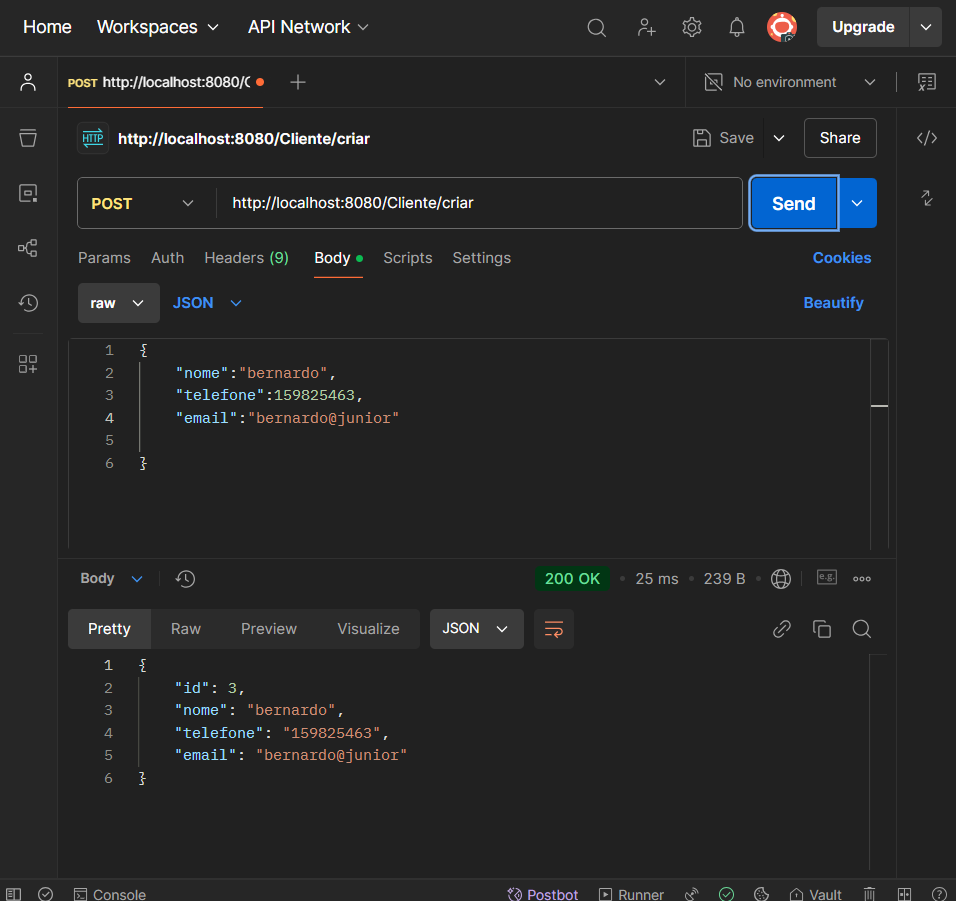 Home Workspaces API Network Upgrade
POST http://localhost:8080/C No environment
HTTP http://localhost:8080/Cliente/criar Save Share
POST http://localhost:8080/Cliente/criar Send
Params Auth Headers (9) Body Scripts Settings Cookies
raw JSON Beautify
1 {
2 "nome":"bernardo",
3 "telefone":159825463,
4 "email":"bernardo@junior"
5
6 }
Body 200 OK • 25 ms • 239 B • e.g.
Pretty Raw Preview Visualize JSON
1 {
2 "id": 3,
3 "nome": "bernardo",
4 "telefone": "159825463",
5 "email": "bernardo@junior"
6 }
Console Postbot Runner Vault